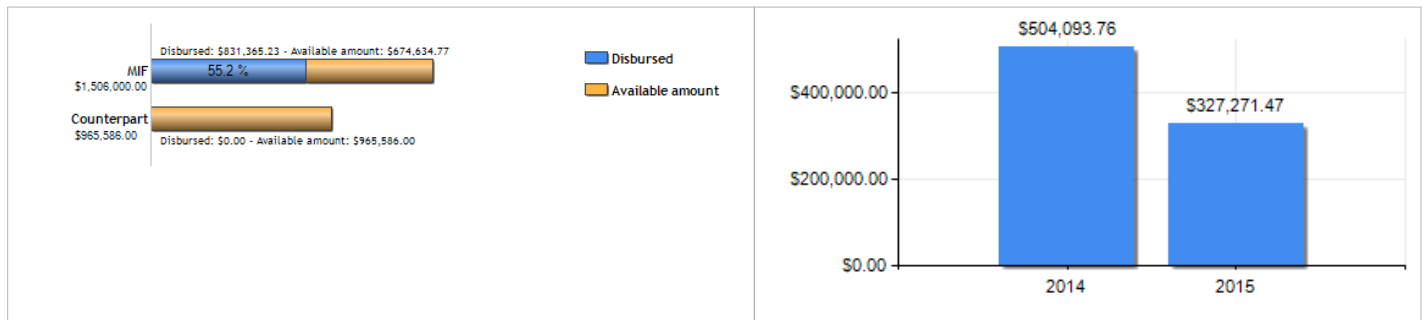 Disbursed: $831,365.23 - Available amount: $674,634.77
MIF
$1,506,000.00
55.2 %
Counterpart
$965,586.00
Disbursed: $0.00 - Available amount: $965,586.00
Disbursed
Available amount
$504,093.76
$400,000.00
$327,271.47
$200,000.00
$0.00
2014 2015